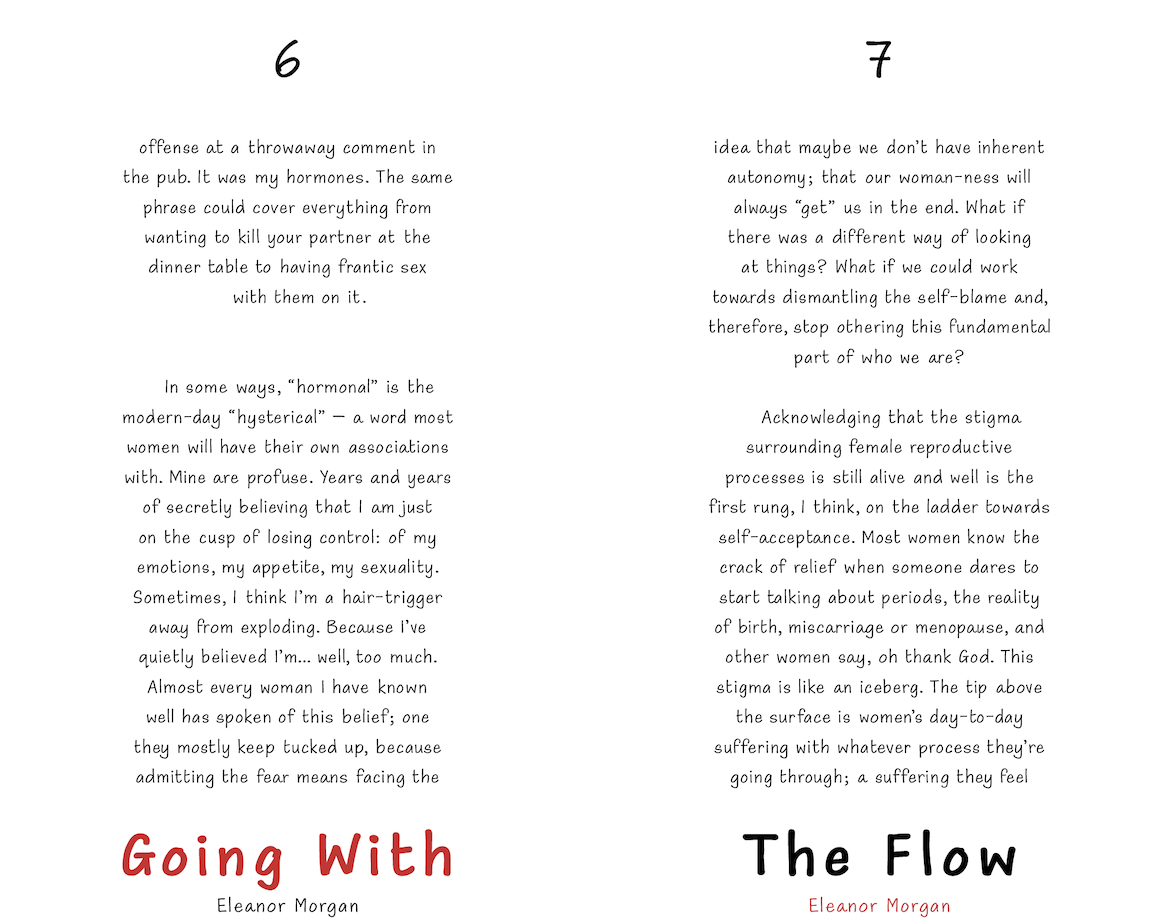 6
offense at a throwaway comment in
the pub. It was my hormones. The same
phrase could cover everything from
wanting to kill your partner at the
dinner table to having frantic sex
with them on it.
In some ways, “hormonal” is the
modern-day “hysterical” – a word most
women will have their own associations
with. Mine are profuse. Years and years
of secretly believing that I am just
on the cusp of losing control: of my
emotions, my appetite, my sexuality.
Sometimes, I think I’m a hair-trigger
away from exploding. Because I’ve
quietly believed I’m... well, too much.
Almost every woman I have known
well has spoken of this belief; one
they mostly keep tucked up, because
admitting the fear means facing the
Going With
Eleanor Morgan
7
idea that maybe we don’t have inherent
autonomy; that our woman-ness will
always “get” us in the end. What if
there was a different way of looking
at things? What if we could work
towards dismantling the self-blame and,
therefore, stop othering this fundamental
part of who we are?
Acknowledging that the stigma
surrounding female reproductive
processes is still alive and well is the
first rung, I think, on the ladder towards
self-acceptance. Most women know the
crack of relief when someone dares to
start talking about periods, the reality
of birth, miscarriage or menopause, and
other women say, oh thank God. This
stigma is like an iceberg. The tip above
the surface is women’s day-to-day
suffering with whatever process they’re
going through; a suffering they feel
The Flow
Eleanor Morgan